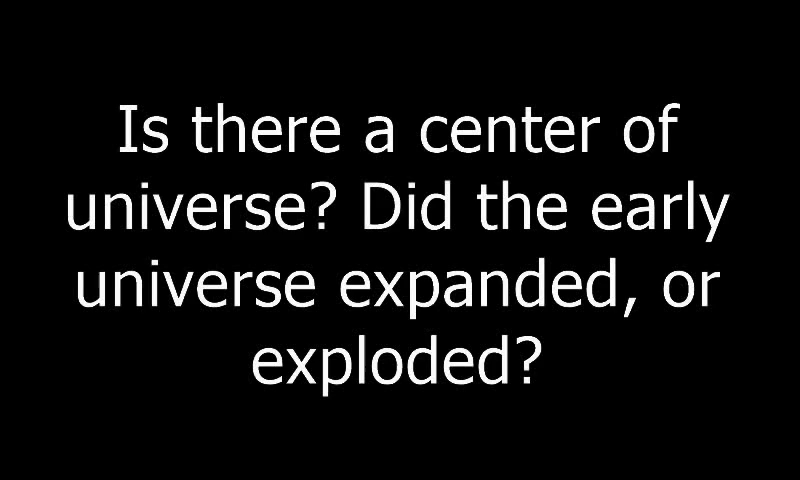 Is there a center of
universe? Did the early
universe expanded, or
exploded?